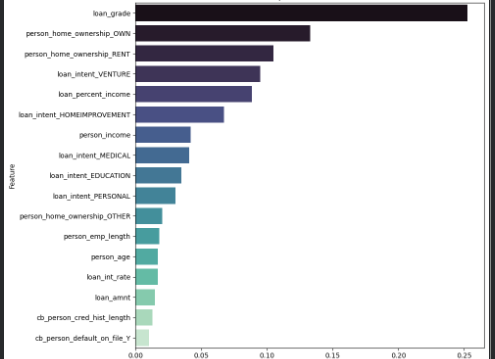 loan_grade
person_home_ownership_OWN
person_home_ownership_RENT
loan_intent_VENTURE
loan_percent_income
loan_intent_HOMEIMPROVEMENT
person_income
loan_intent_MEDICAL
loan_intent_EDUCATION
loan_intent_PERSONAL
person_home_ownership_OTHER
person_emp_length
person_age
loan_int_rate
loan_amnt
cb_person_cred_hist_length
cb_person_default_on_file_Y
Feature
0.00 0.05 0.10 0.15 0.20 0.25